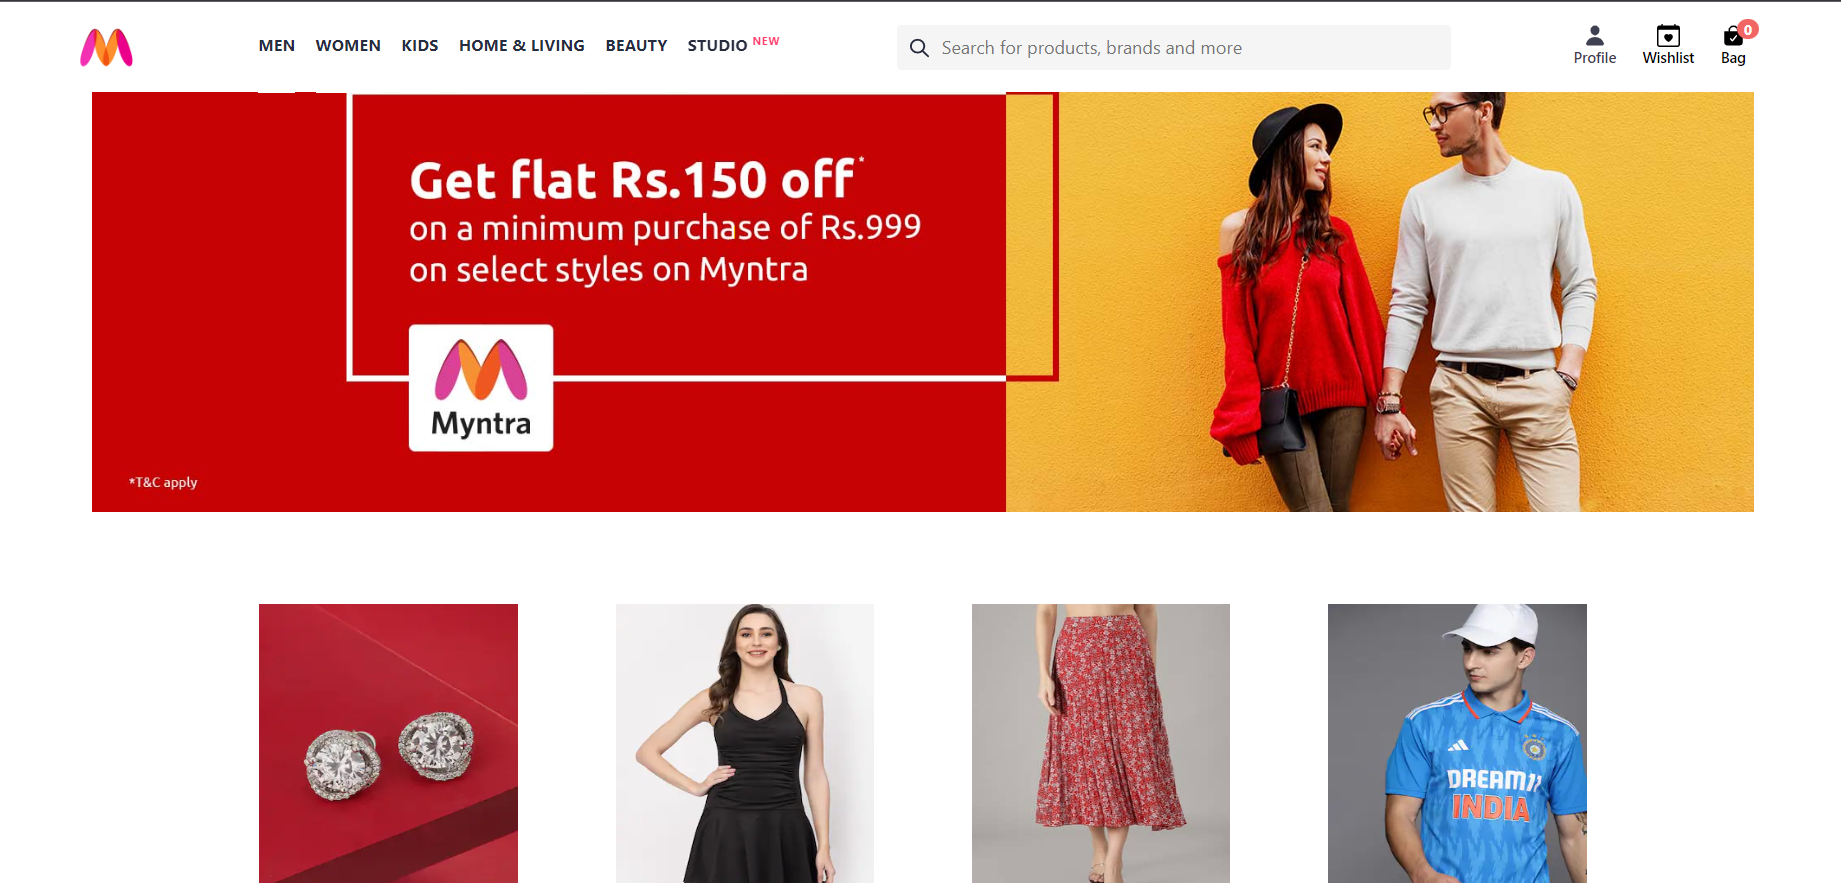 MEN WOMEN KIDS HOME & LIVING BEAUTY STUDIO NEW
Search for products, brands and more
Profile Wishlist Bag 0
Get flat Rs.150 off*
on a minimum purchase of Rs.999
on select styles on Myntra
Myntra
*T&C apply
DREAM11
INDIA